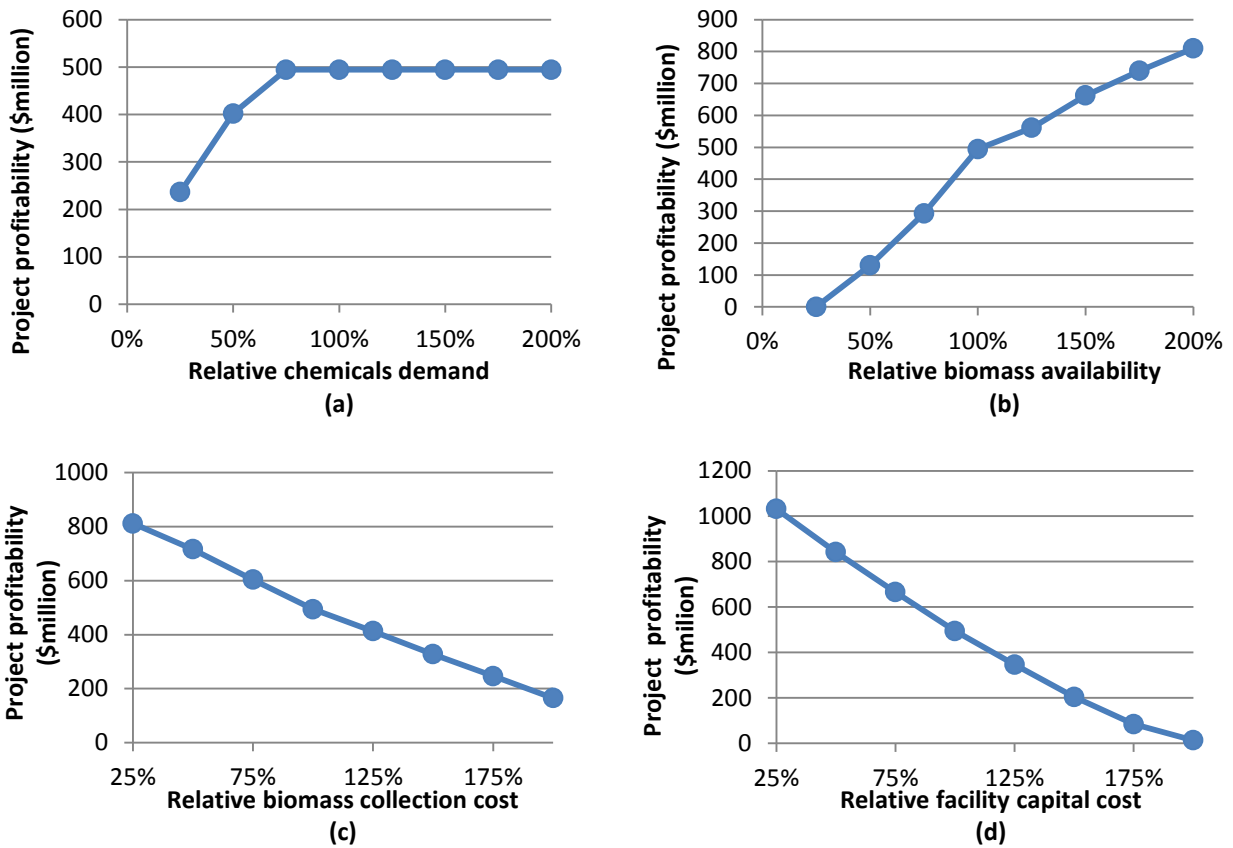 Project profitability ($million)
600
500
400
300
200
100
0
0% 50% 100% 150% 200%
Relative chemicals demand
(a)
Project profitability ($million)
900
800
700
600
500
400
300
200
100
0
0% 50% 100% 150% 200%
Relative biomass availability
(b)
Project profitability
($million)
1000
800
600
400
200
0
25% 75% 125% 175%
Relative biomass collection cost
(c)
Project profitability
($milion)
1200
1000
800
600
400
200
0
25% 75% 125% 175%
Relative facility capital cost
(d)